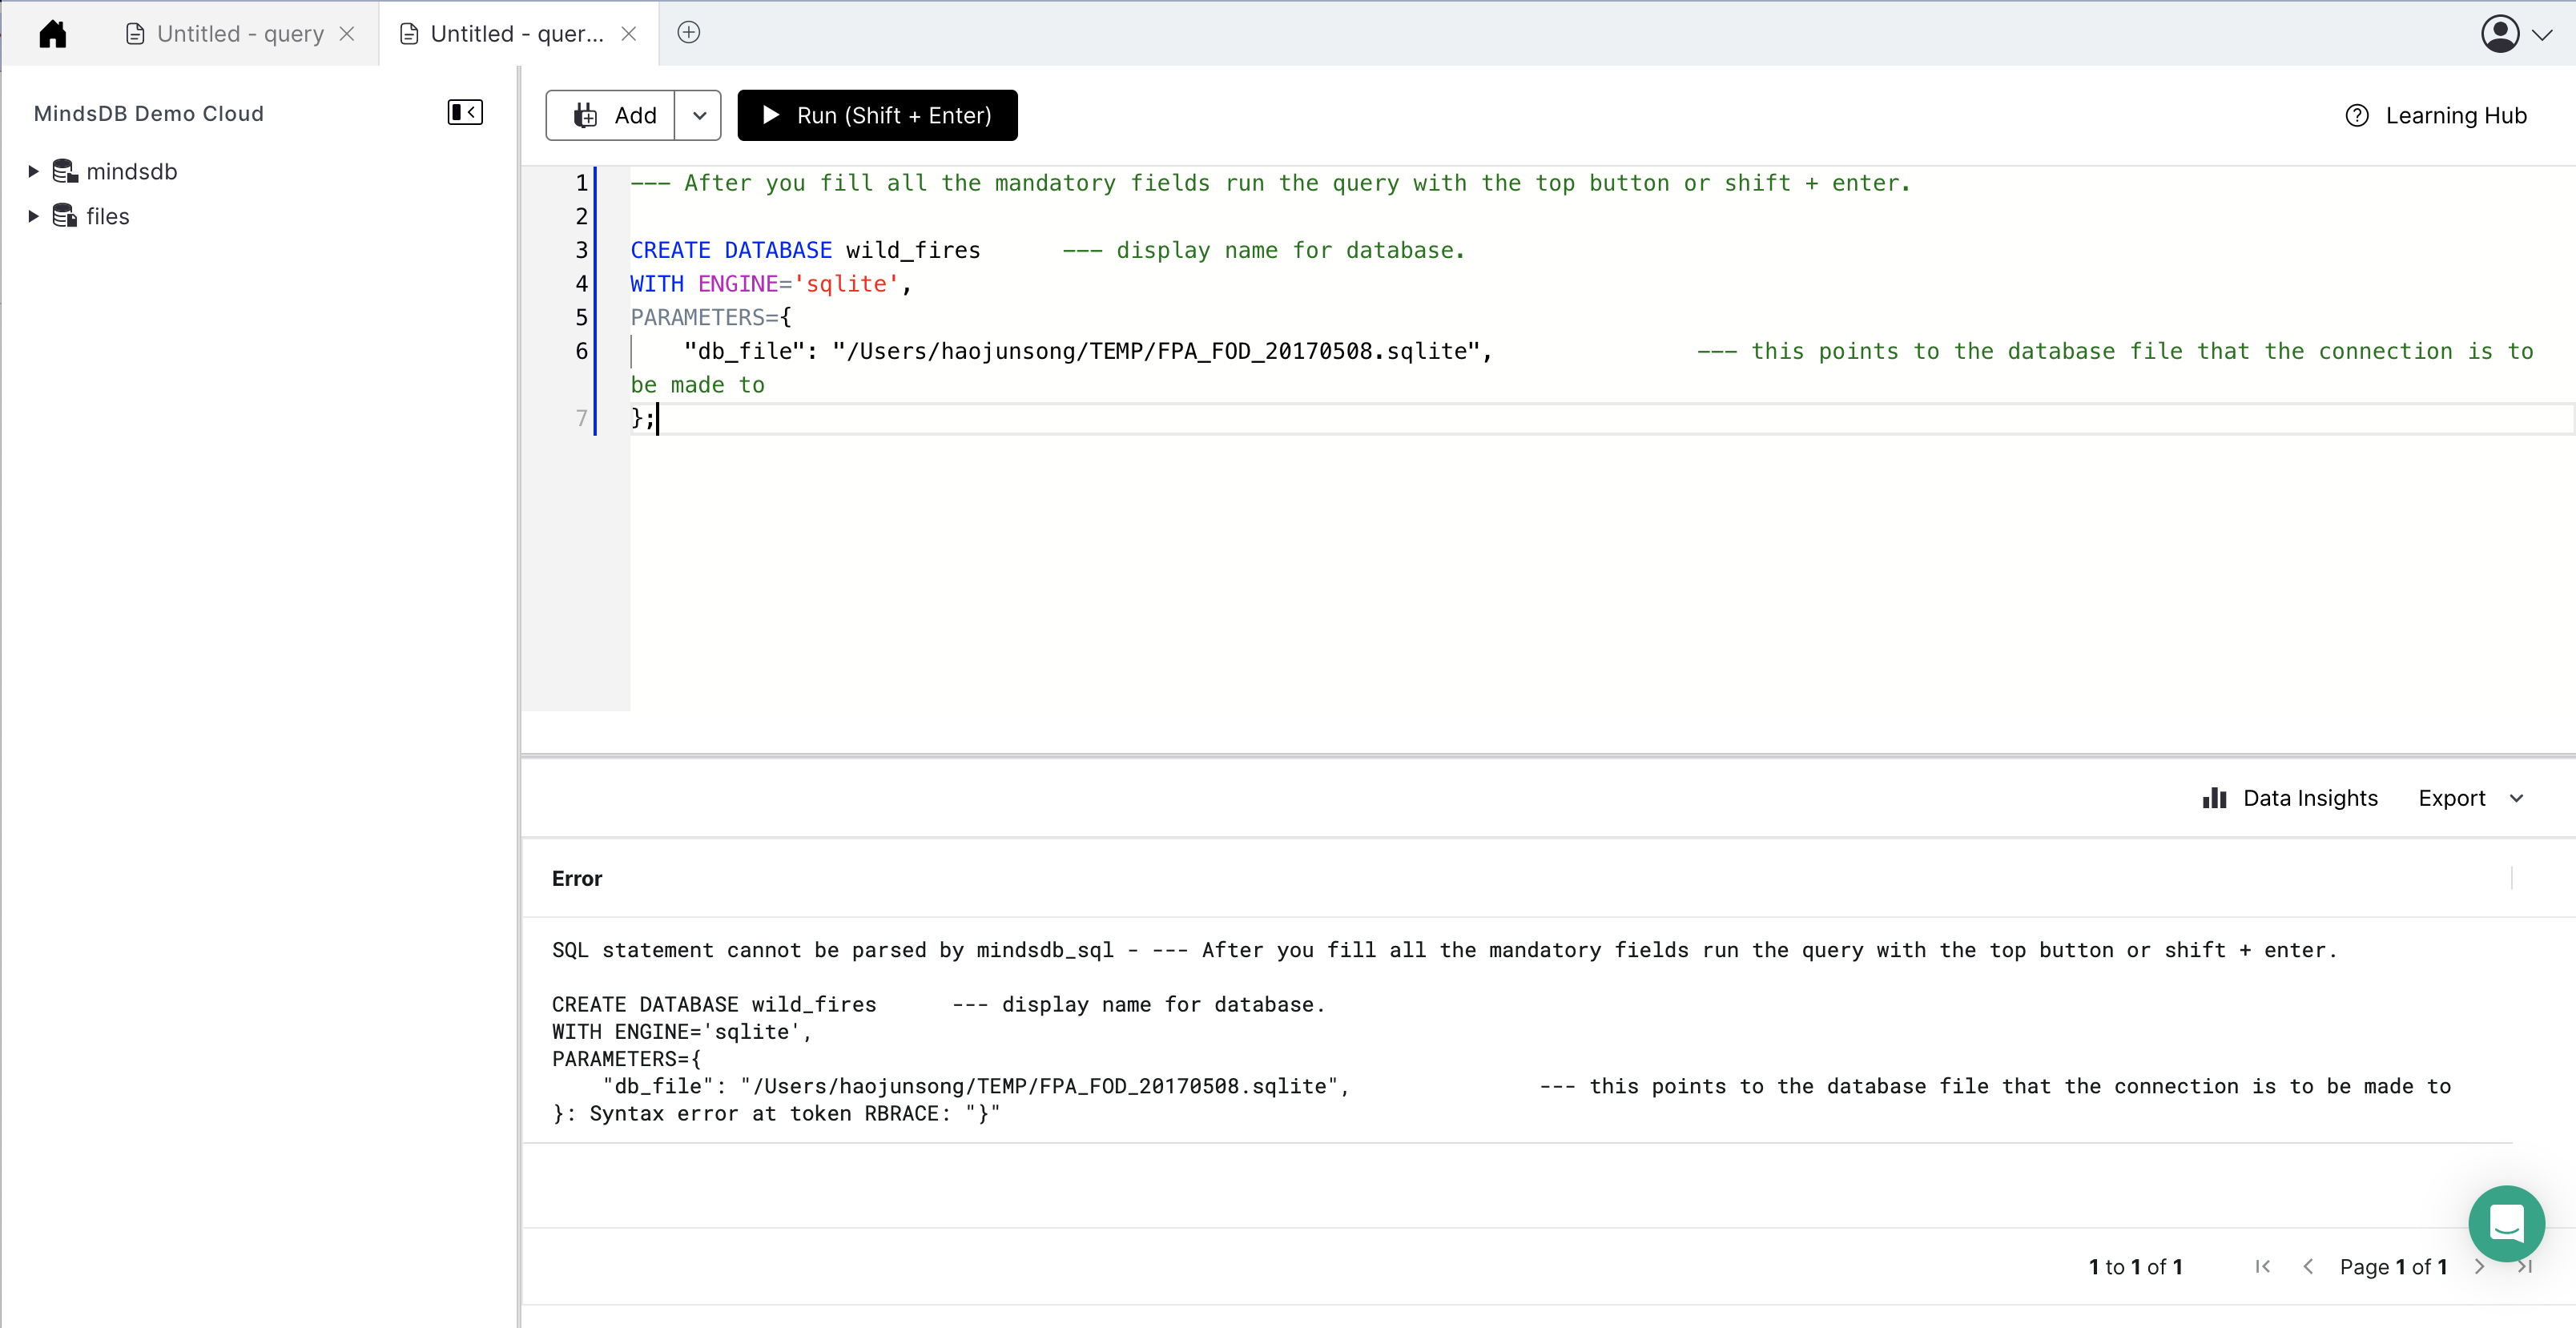 Untitled - query
Untitled - quer...
MindsDB Demo Cloud
mindsdb
files
Add
Run (Shift + Enter)
Learning Hub
1 --- After you fill all the mandatory fields run the query with the top button or shift + enter.
2
3 CREATE DATABASE wild_fires      --- display name for database.
4 WITH ENGINE='sqlite',
5 PARAMETERS={
6     "db_file": "/Users/haojunsong/TEMP/FPA_FOD_20170508.sqlite",               --- this points to the database file that the connection is to
be made to
7 };
Data Insights
Export
Error
SQL statement cannot be parsed by mindsdb_sql - --- After you fill all the mandatory fields run the query with the top button or shift + enter.
CREATE DATABASE wild_fires      --- display name for database.
WITH ENGINE='sqlite',
PARAMETERS={
    "db_file": "/Users/haojunsong/TEMP/FPA_FOD_20170508.sqlite",               --- this points to the database file that the connection is to be made to
}: Syntax error at token RBRACE: "}"
1 to 1 of 1
Page 1 of 1